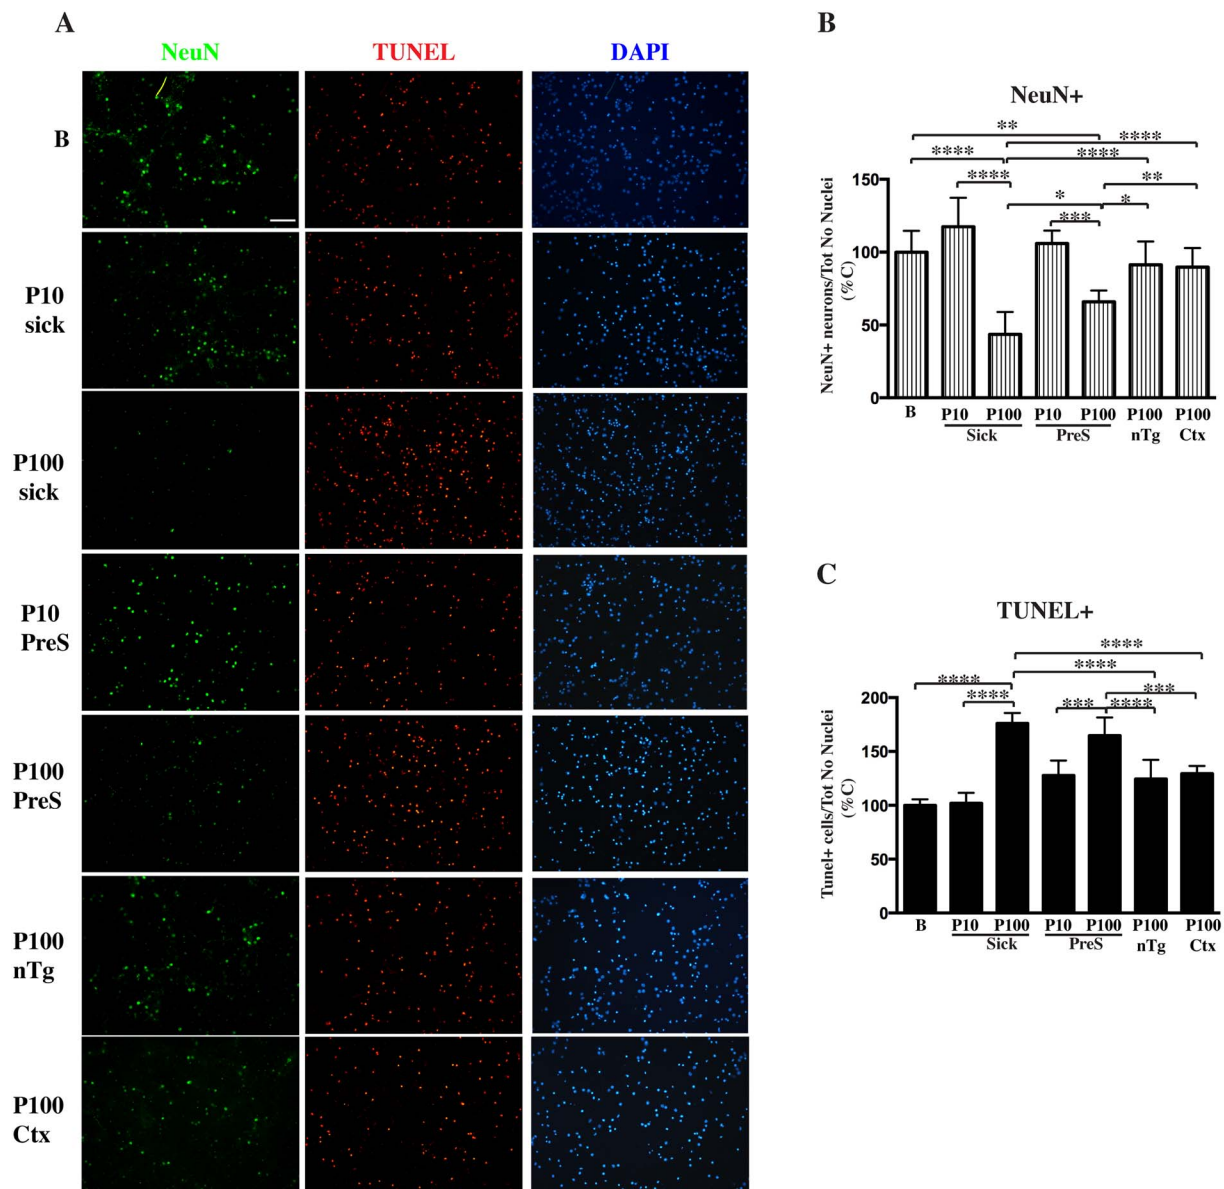 A
NeuN
TUNEL
DAPI
B
P10
sick
P100
sick
P10
PreS
P100
PreS
P100
nTg
P100
Ctx
B
NeuN+
**
****
****
****
****
**
*
*
***
NeuN+ neurons/Tot No Nuclei
(%C)
150
100
50
0
B
P10
P100
P10
P100
P100
P100
Sick
PreS
nTg
Ctx
C
TUNEL+
****
****
****
***
****
***
****
Tunel+ cells/Tot No Nuclei
(%C)
200
150
100
50
0
B
P10
P100
P10
P100
P100
P100
Sick
PreS
nTg
Ctx